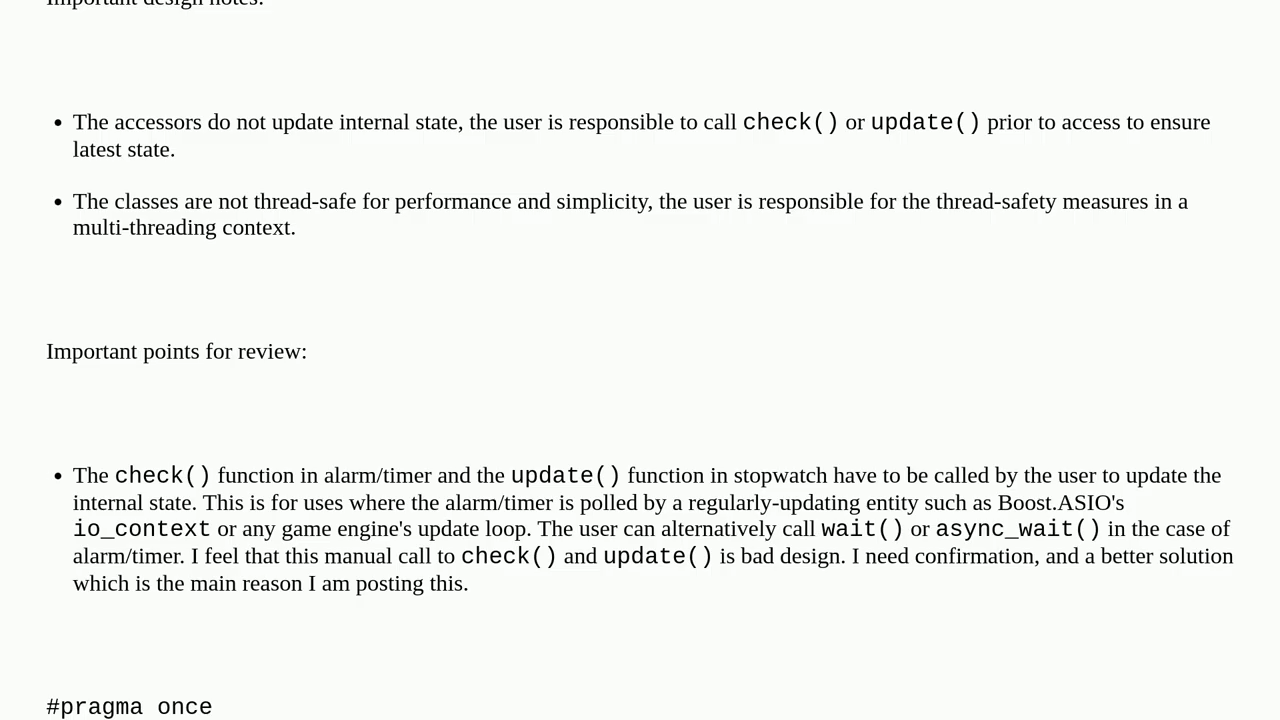 Important design notes:
The accessors do not update internal state, the user is responsible to call check() or update() prior to access to ensure
latest state.
The classes are not thread-safe for performance and simplicity, the user is responsible for the thread-safety measures in a
multi-threading context.
Important points for review:
The check() function in alarm/timer and the update() function in stopwatch have to be called by the user to update the
internal state. This is for uses where the alarm/timer is polled by a regularly-updating entity such as Boost.ASIO's
io_context or any game engine's update loop. The user can alternatively call wait() or async_wait() in the case of
alarm/timer. I feel that this manual call to check() and update() is bad design. I need confirmation, and a better solution
which is the main reason I am posting this.
#pragma once